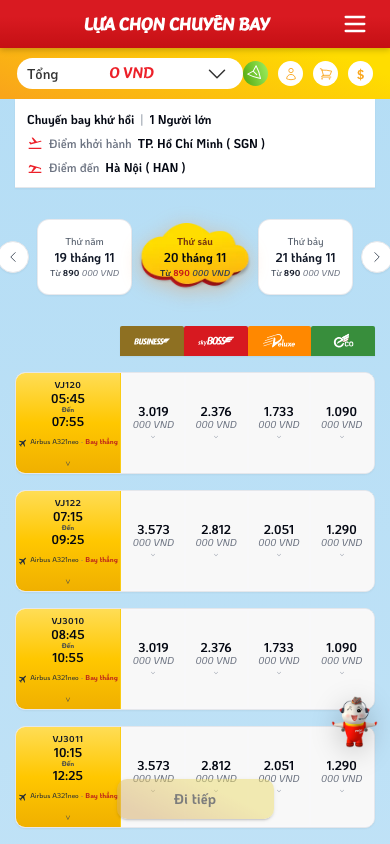 LỰA CHỌN CHUYẾN BAY
Tổng 0 VND
$
Chuyến bay khứ hồi | 1 Người lớn
Điểm khởi hành TP. Hồ Chí Minh ( SGN )
Điểm đến Hà Nội ( HAN )
Thứ năm
19 tháng 11
Từ 890 000 VND
Thứ sáu
20 tháng 11
Từ 890 000 VND
Thứ bảy
21 tháng 11
Từ 890 000 VND
BUSINESS skyBOSS Deluxe eco
VJ120
05:45
Đến
07:55
Airbus A321neo - Bay thẳng
3.019 2.376 1.733 1.090
000 VND 000 VND 000 VND 000 VND
VJ122
07:15
Đến
09:25
Airbus A321neo - Bay thẳng
3.573 2.812 2.051 1.290
000 VND 000 VND 000 VND 000 VND
VJ3010
08:45
Đến
10:55
Airbus A321neo - Bay thẳng
3.019 2.376 1.733 1.090
000 VND 000 VND 000 VND 000 VND
VJ3011
10:15
Đến
12:25
Airbus A321neo - Bay thẳng
3.573 2.812 2.051 1.290
000 VND 000 VND 000 VND 000 VND
Đi tiếp